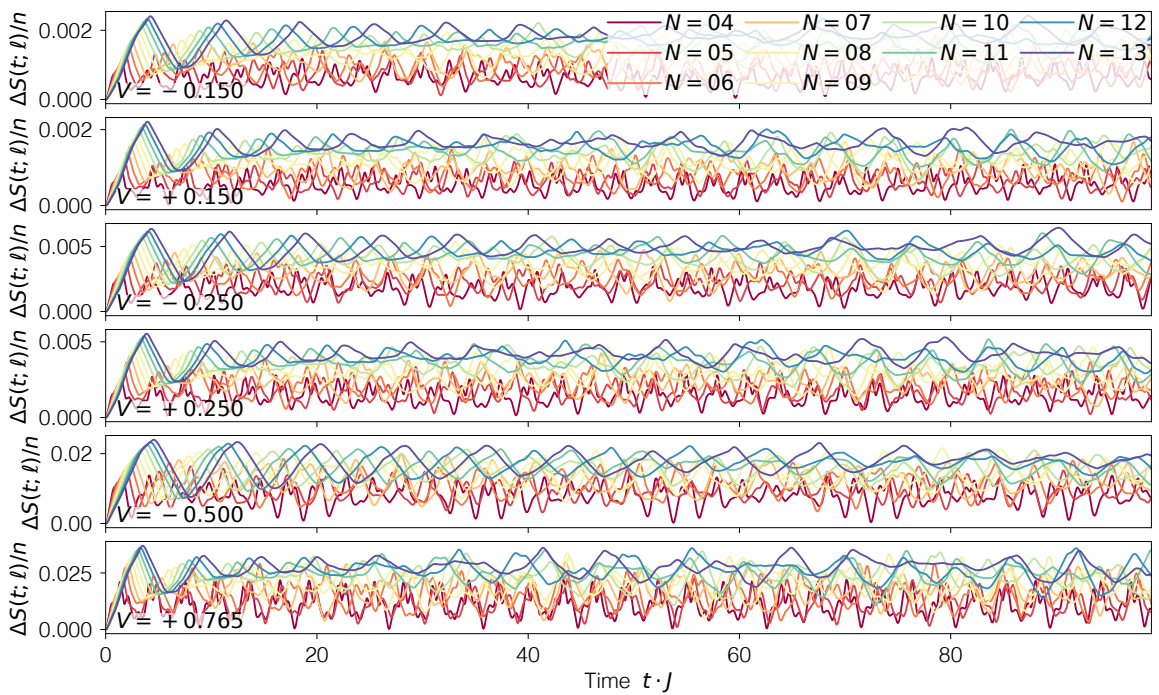 ΔS(t; ℓ)/n
0.002
0.000
V = −0.150
N = 04
N = 07
N = 10
N = 12
N = 05
N = 08
N = 11
N = 13
N = 06
N = 09
ΔS(t; ℓ)/n
0.002
0.000
V = +0.150
ΔS(t; ℓ)/n
0.005
0.000
V = −0.250
ΔS(t; ℓ)/n
0.005
0.000
V = +0.250
ΔS(t; ℓ)/n
0.02
0.00
V = −0.500
ΔS(t; ℓ)/n
0.025
0.000
V = +0.765
0
20
40
60
80
Time t · J